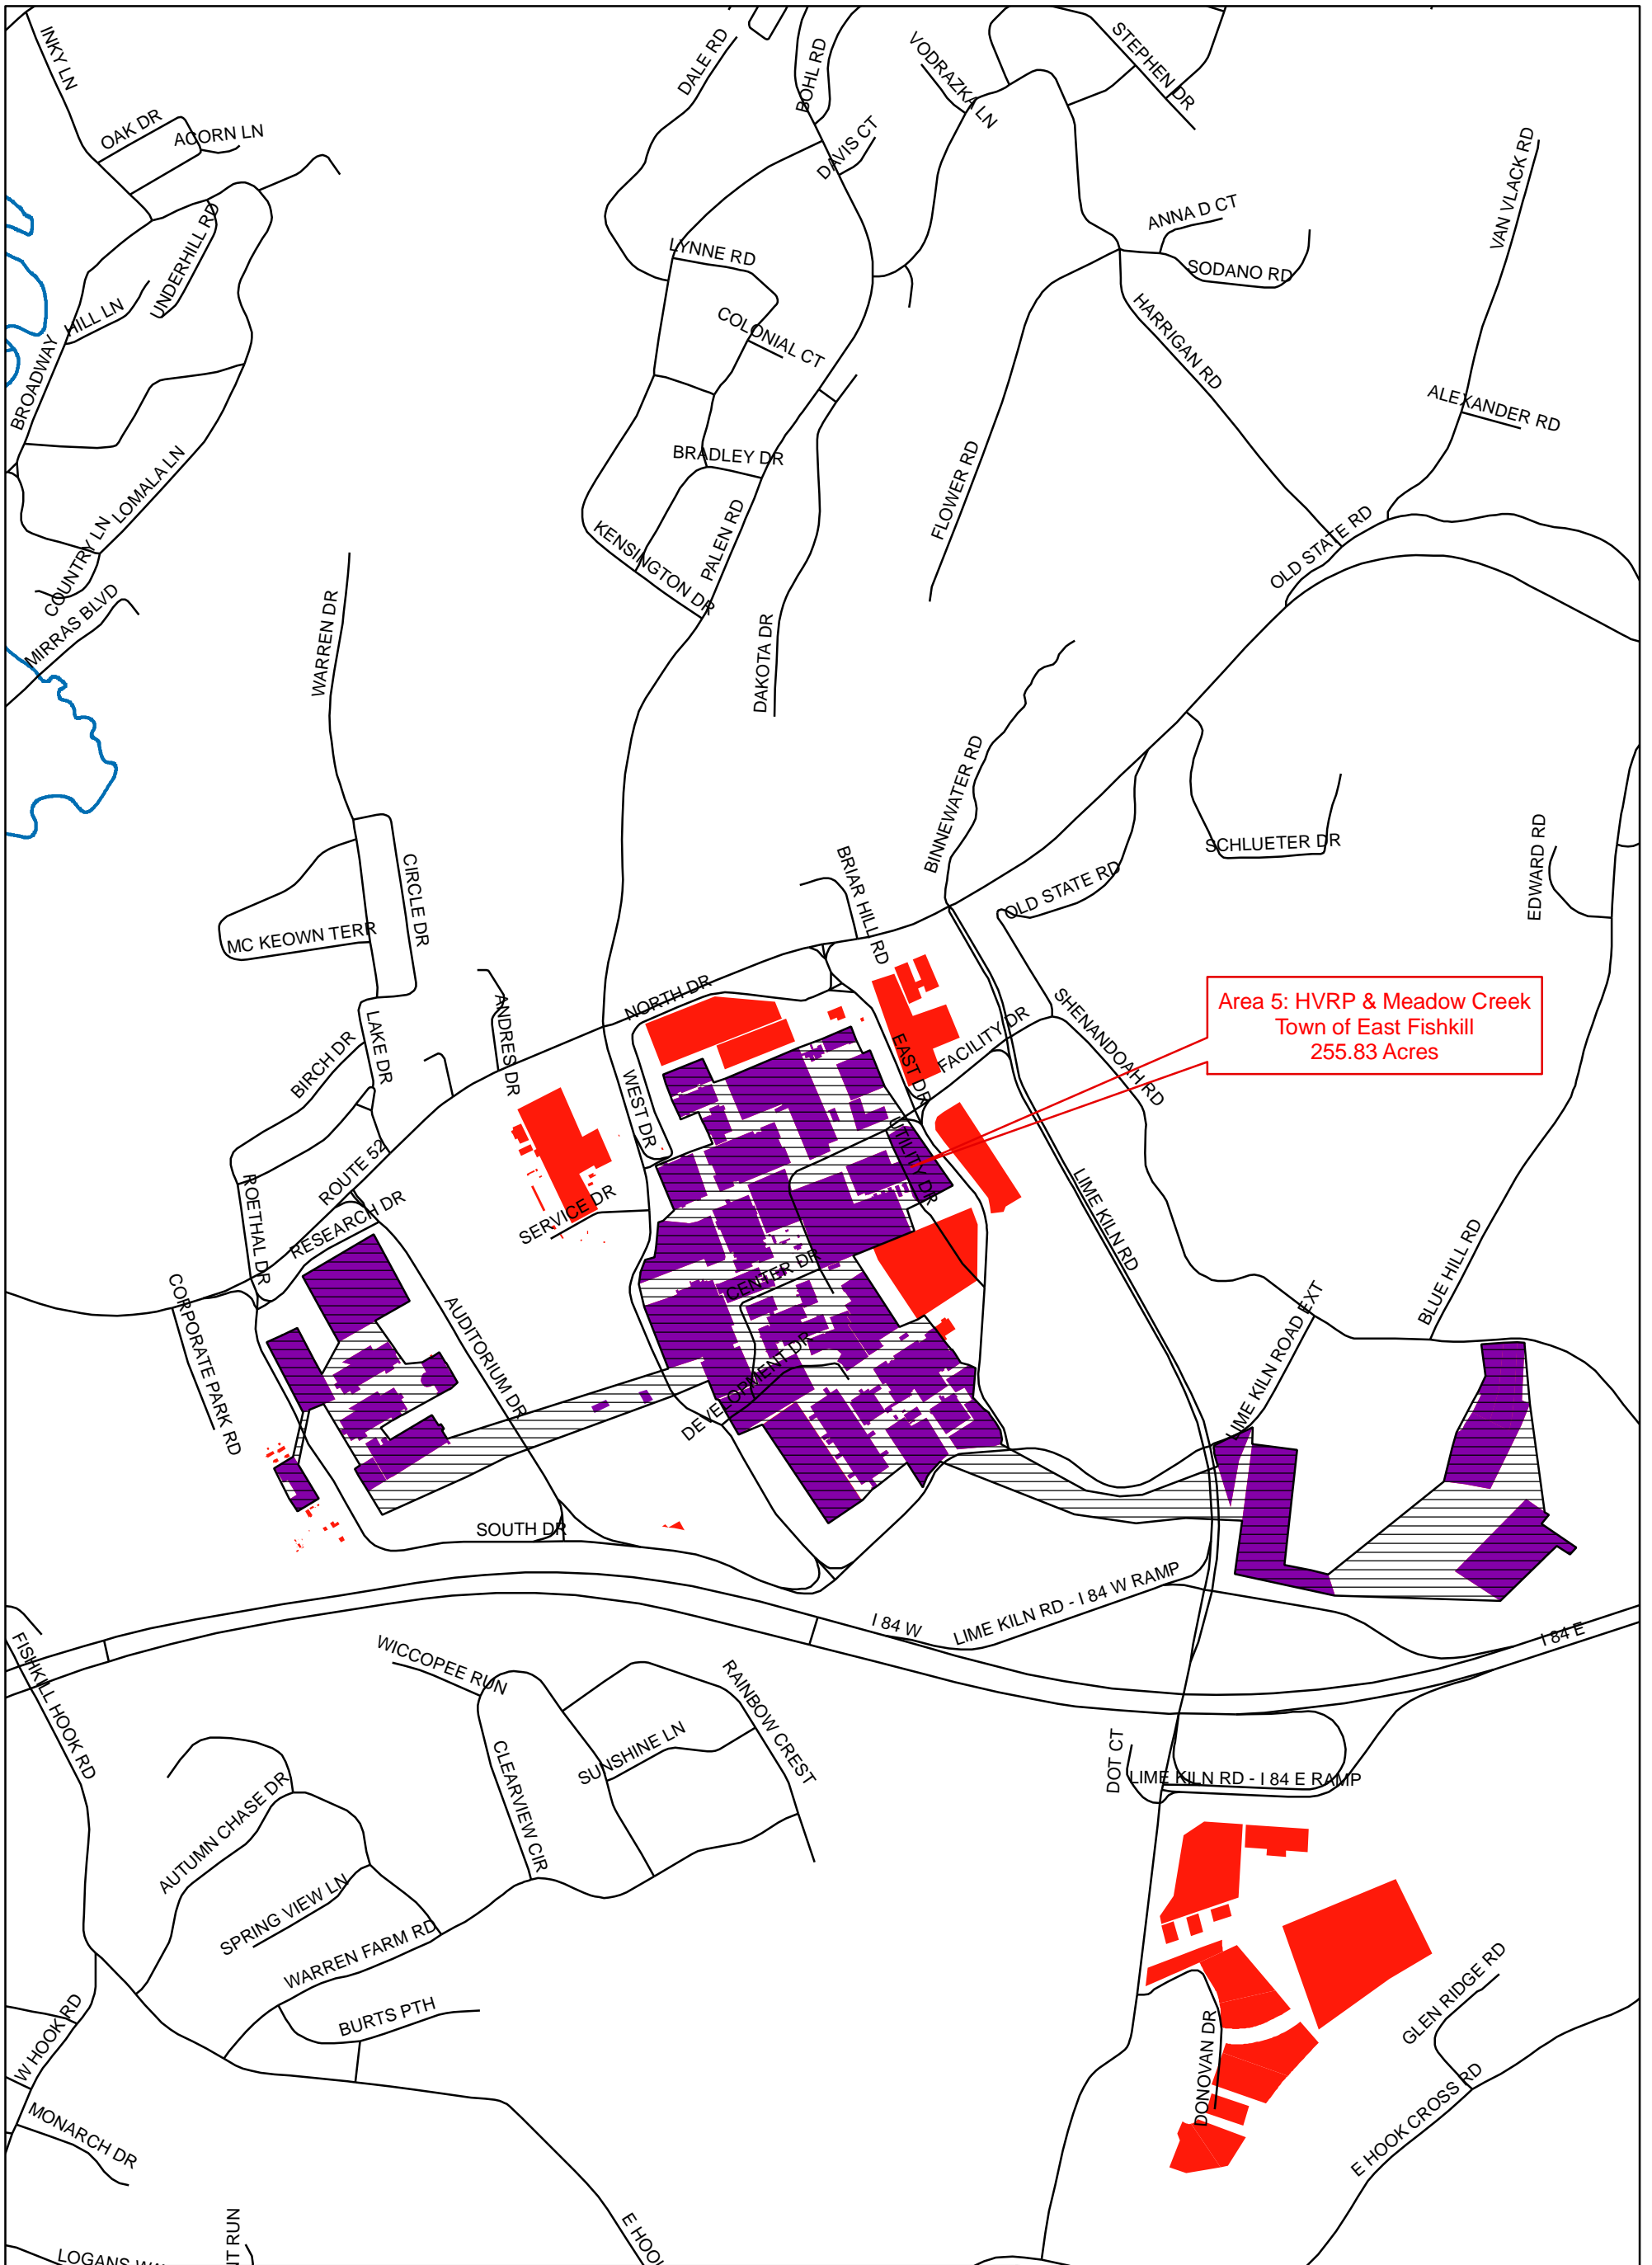 INKY LN
OAK DR
ACORN LN
DALE RD
BOHL RD
VODRAZKA LN
STEPHEN DR
DAVIS CT
VAN VLACK RD
UNDERHILL RD
LYNNE RD
ANNA D CT
SODANO RD
HILL LN
COLONIAL CT
HARRIGAN RD
BROADWAY
ALEXANDER RD
LOMALA LN
BRADLEY DR
FLOWER RD
COUNTRY LN
KENSINGTON DR
PALEN RD
OLD STATE RD
MIRRAS BLVD
WARREN DR
DAKOTA DR
BINNEWATER RD
CIRCLE DR
BRIAR HILL RD
SCHLUETER DR
EDWARD RD
OLD STATE RD
MC KEOWN TERR
NORTH DR
ANDRES DR
SHENANDOAH RD
Area 5: HVRP & Meadow Creek
Town of East Fishkill
255.83 Acres
LAKE DR
BIRCH DR
EAST DR
FACILITY DR
WEST DR
UTILITY DR
ROUTE 52
ROETHAL DR
RESEARCH DR
SERVICE DR
LIME KILN RD
CENTER DR
BLUE HILL RD
CORPORATE PARK RD
AUDITORIUM DR
LIME KILN ROAD EXT
DEVELOPMENT DR
SOUTH DR
LIME KILN RD - I 84 W RAMP
I 84 W
I 84 E
FISHKILL HOOK RD
WICCOPEE RUN
RAINBOW CREST
SUNSHINE LN
CLEARVIEW CIR
DOT CT
LIME KILN RD - I 84 E RAMP
AUTUMN CHASE DR
SPRING VIEW LN
WARREN FARM RD
GLEN RIDGE RD
BURTS PTH
W HOOK RD
DONOVAN DR
E HOOK CROSS RD
MONARCH DR
E HOO
LOGANS
RUN